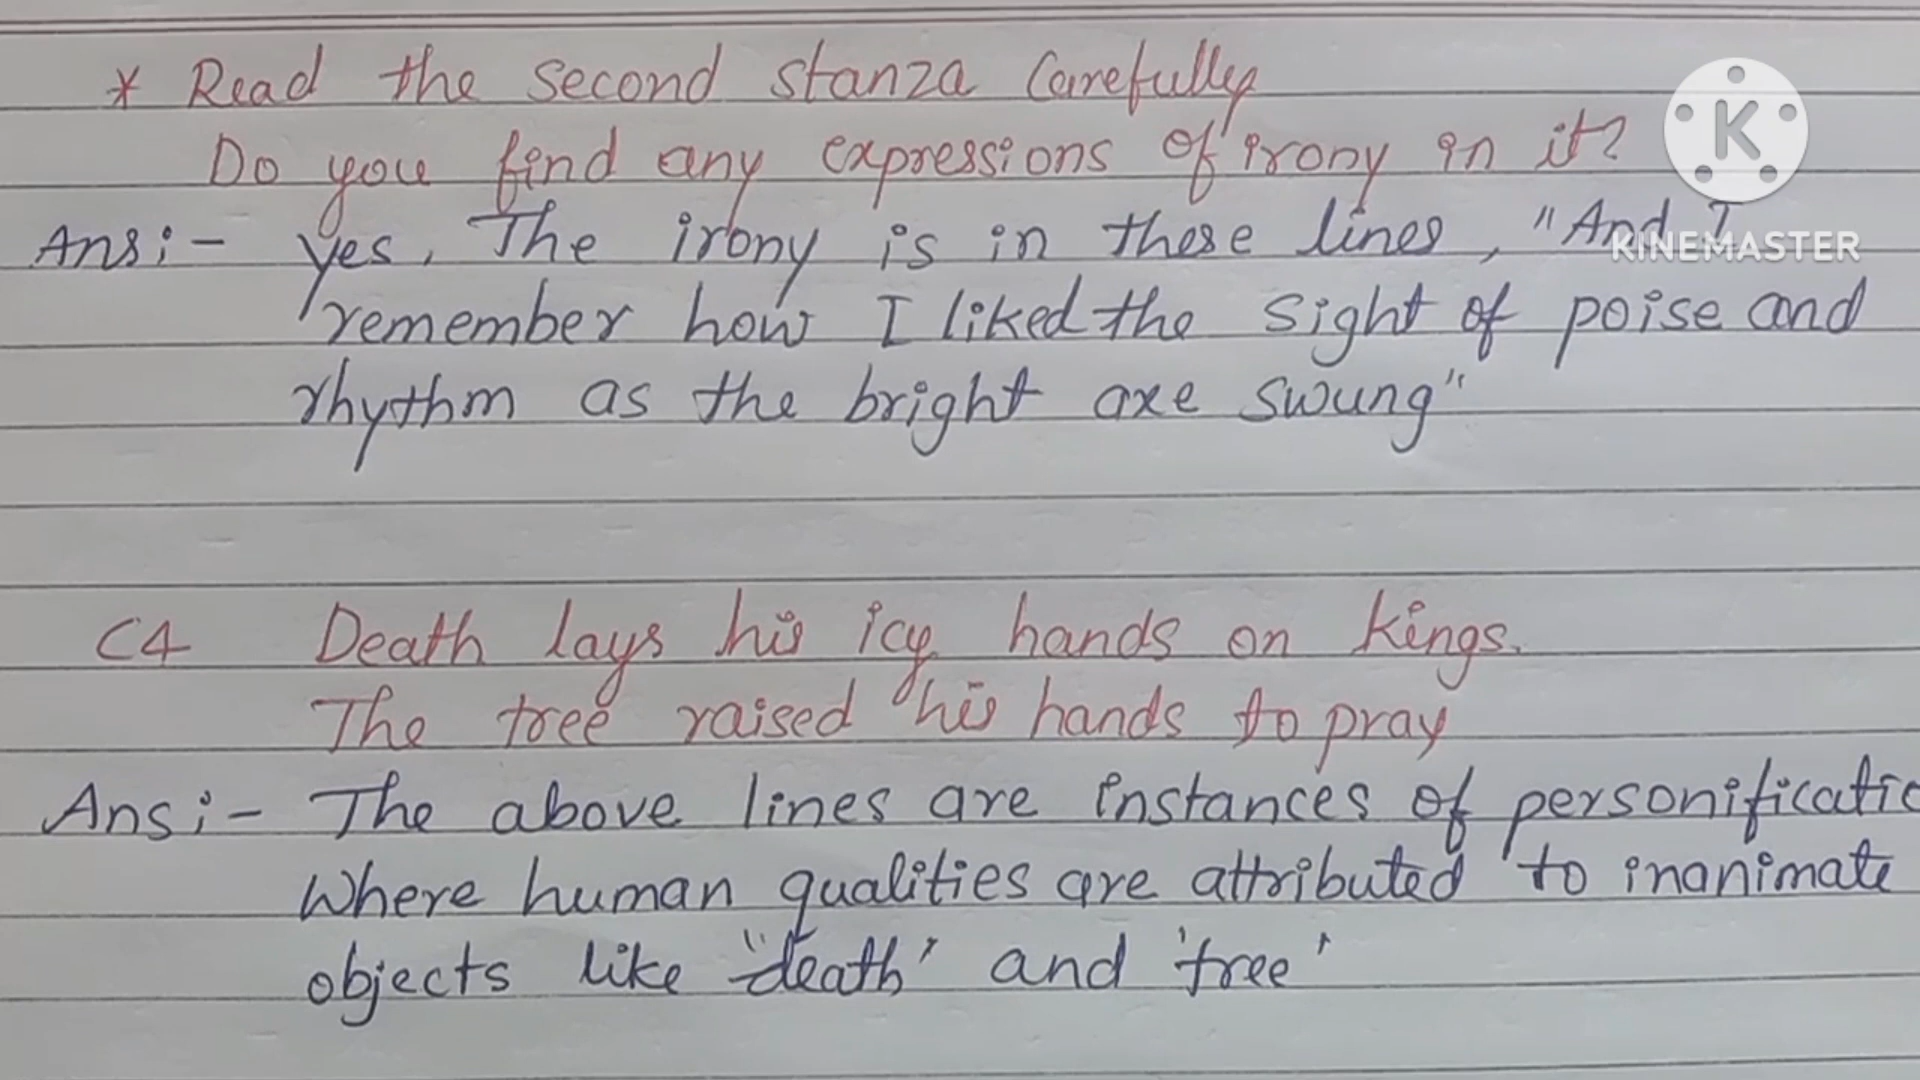 * Read the second stanza carefully
Do you find any expressions of irony in it?
Ans:- yes, The irony is in these lines, "And I
remember how I liked the sight of poise and
rhythm as the bright axe swung"
C4 Death lays his icy hands on kings.
The tree raised his hands to pray
Ans:- The above lines are instances of personificatio
Where human qualities are attributed to inanimate
objects like "death' and 'tree'
K
KINEMASTER